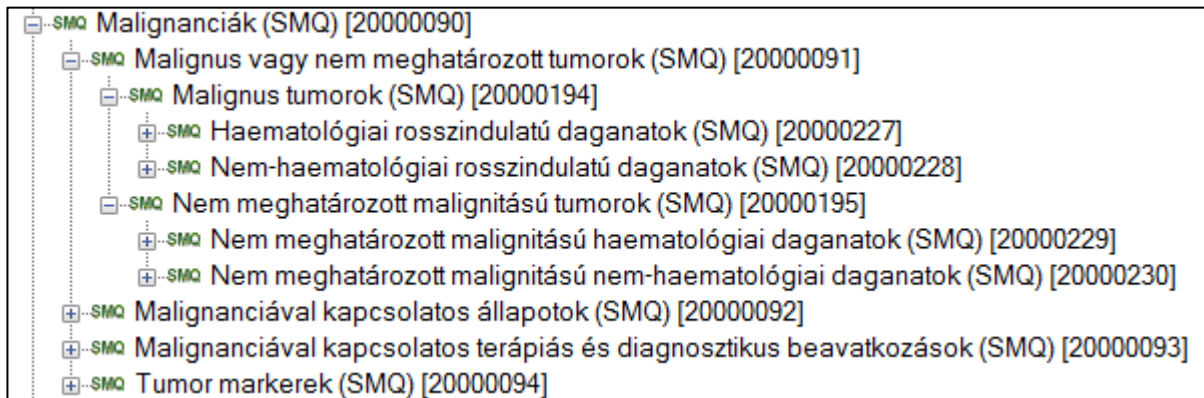 SMQ Malignanciák (SMQ) [20000090]
SMQ Malignus vagy nem meghatározott tumorok (SMQ) [20000091]
SMQ Malignus tumorok (SMQ) [20000194]
SMQ Haematológiai rosszindulatú daganatok (SMQ) [20000227]
SMQ Nem-haematológiai rosszindulatú daganatok (SMQ) [20000228]
SMQ Nem meghatározott malignitású tumorok (SMQ) [20000195]
SMQ Nem meghatározott malignitású haematológiai daganatok (SMQ) [20000229]
SMQ Nem meghatározott malignitású nem-haematológiai daganatok (SMQ) [20000230]
SMQ Malignanciával kapcsolatos állapotok (SMQ) [20000092]
SMQ Malignanciával kapcsolatos terápiás és diagnosztikus beavatkozások (SMQ) [20000093]
SMQ Tumor markerek (SMQ) [20000094]